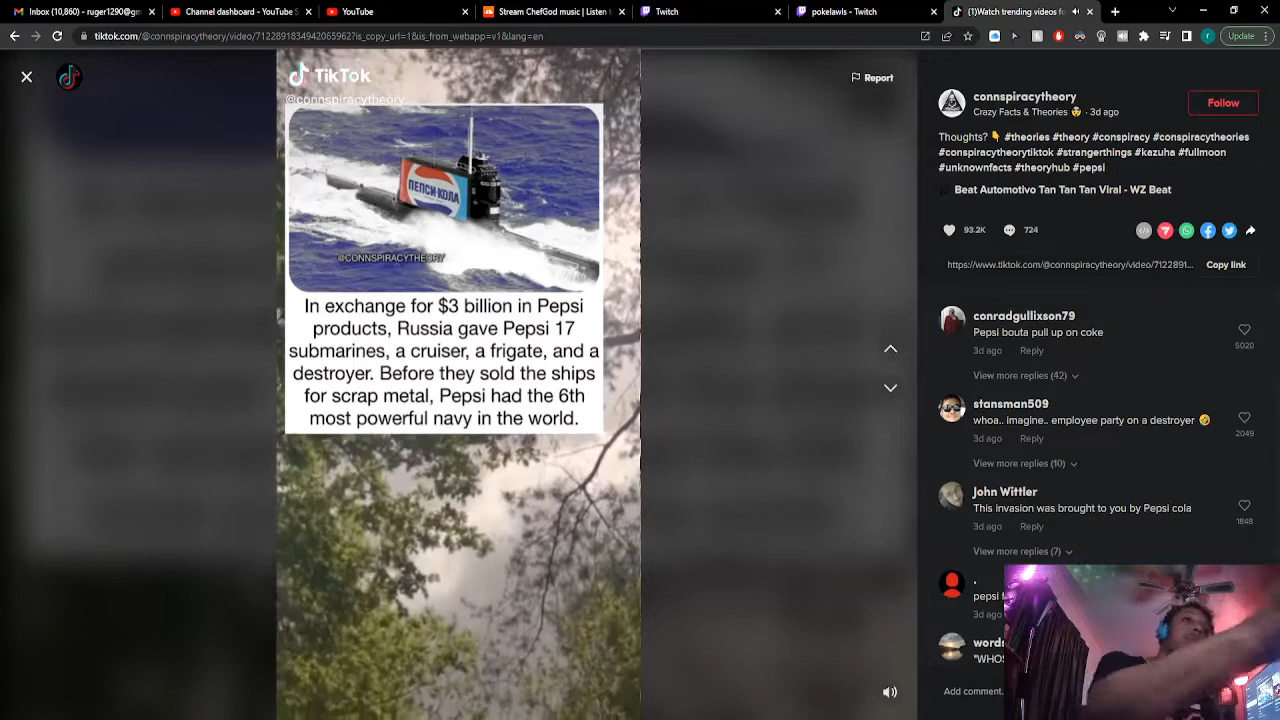 Inbox (10,860) - ruger1290@gm
Channel dashboard - YouTube S
YouTube
Stream ChefGod music | Listen t
Twitch
pokelawls - Twitch
(1)Watch trending videos fo
tiktok.com/@connspiracytheory/video/7122891834942065962?is_copy_url=1&is_from_webapp=v1&lang=en
Update
TikTok
@connspiracytheory
Report
ПЕПСИ-КОЛА
@CONNSPIRACYTHEORY
In exchange for $3 billion in Pepsi
products, Russia gave Pepsi 17
submarines, a cruiser, a frigate, and a
destroyer. Before they sold the ships
for scrap metal, Pepsi had the 6th
most powerful navy in the world.
connspiracytheory
Crazy Facts & Theories 🤯 · 3d ago
Follow
Thoughts? 👇 #theories #theory #conspiracy #conspiracytheories
#conspiracytheorytiktok #strangerthings #kazuha #fullmoon
#unknownfacts #theoryhub #pepsi
Beat Automotivo Tan Tan Tan Viral - WZ Beat
93.2K
724
https://www.tiktok.com/@connspiracytheory/video/7122891...
Copy link
conradgullixson79
Pepsi bouta pull up on coke
5020
3d ago Reply
View more replies (42)
stansman509
whoa.. imagine.. employee party on a destroyer 🤣
2049
3d ago Reply
View more replies (10)
John Wittler
This invasion was brought to you by Pepsi cola
1848
3d ago Reply
View more replies (7)
.
pepsi
3d ago
words
"WHOS
Add comment.